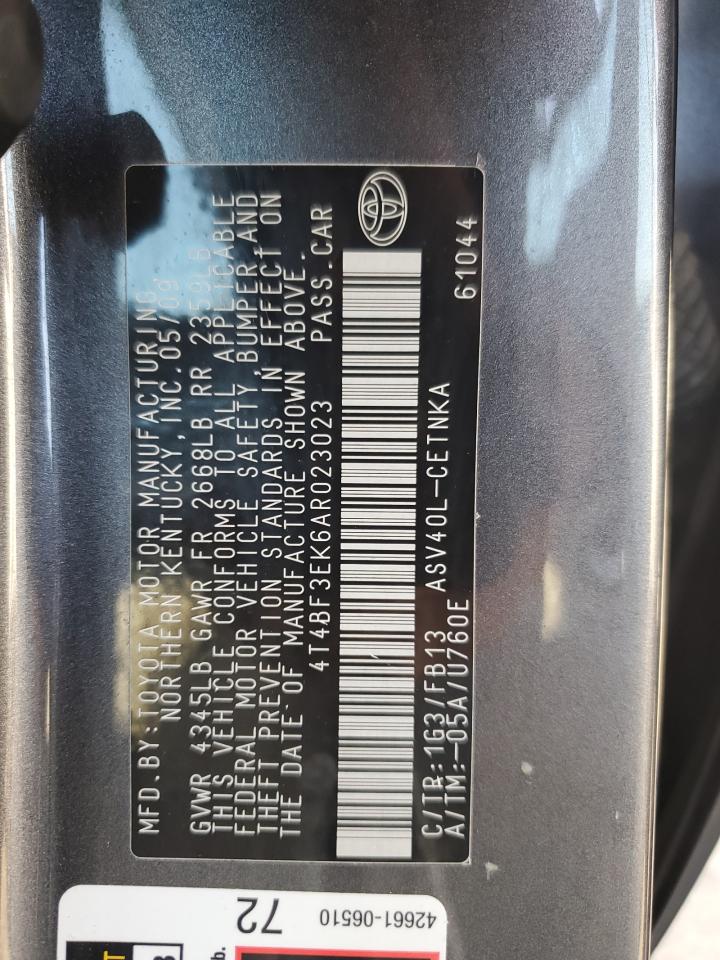 MFD.BY:TOYOTA MOTOR MANUFACTURING,
NORTHERN KENTUCKY,INC.05/09
GVWR 4345LB GAWR FR 2668LB RR 2359LB
THIS VEHICLE CONFORMS TO ALL APPLICABLE
FEDERAL MOTOR VEHICLE SAFETY,BUMPER,AND
THEFT PREVENTION STANDARDS IN EFFECT ON
THE DATE OF MANUFACTURE SHOWN ABOVE.
4T4BF3EK6AR023023 PASS.CAR
C/TR:1G3/FB13 ASV40L-CETNKA
A/TM:-05A/U760E 61044
42661-06510
72